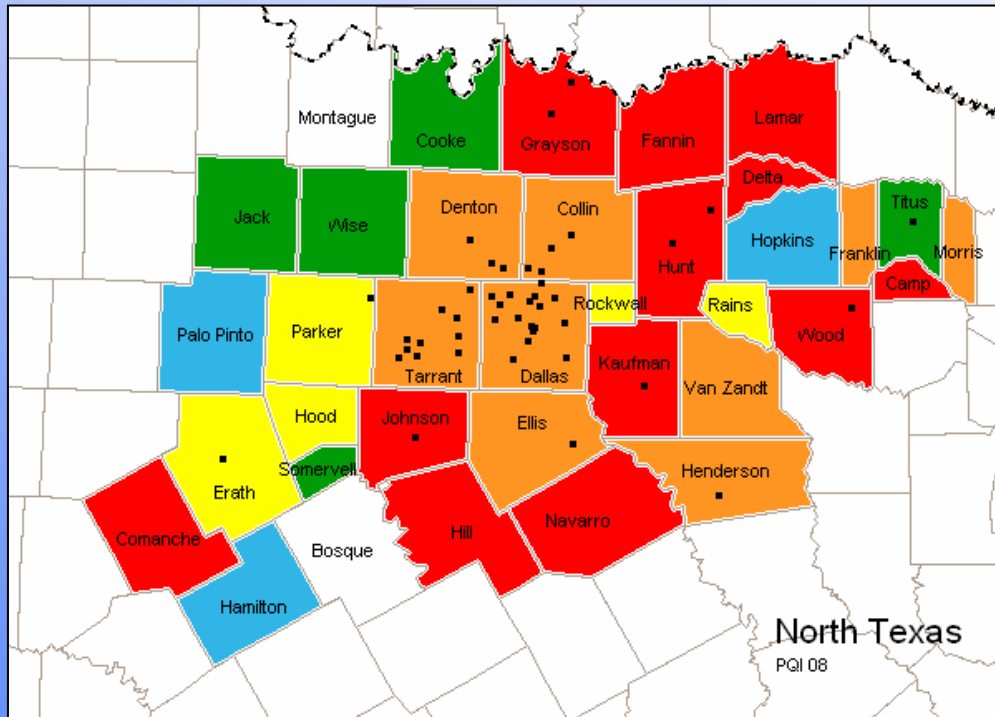 Montague
Cooke
Grayson
Fannin
Lamar
Delta
Jack
Wise
Denton
Collin
Hunt
Hopkins
Franklin
Titus
Morris
Camp
Palo Pinto
Parker
Tarrant
Dallas
Rockwall
Rains
Wood
Kaufman
Van Zandt
Hood
Johnson
Ellis
Somervell
Erath
Henderson
Comanche
Bosque
Hill
Navarro
Hamilton
North Texas
PQI 08